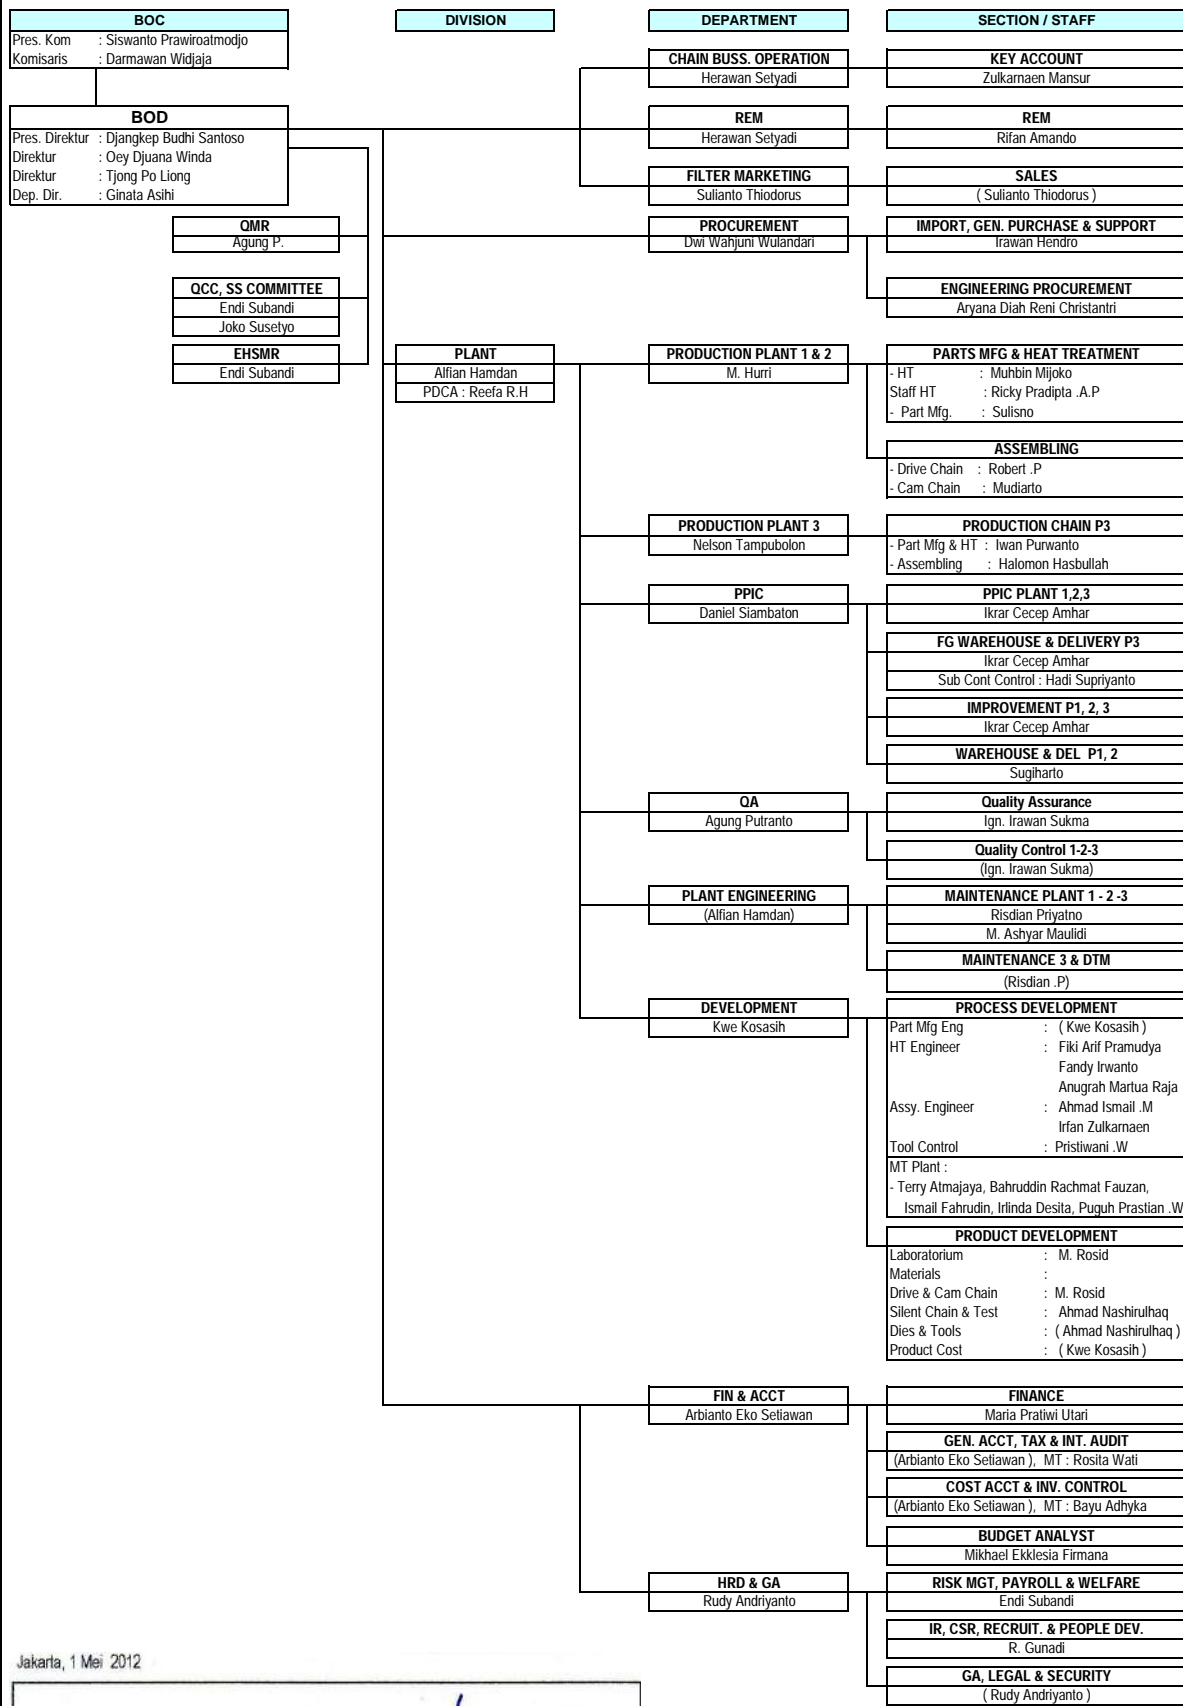 BOC
DIVISION
DEPARTMENT
SECTION / STAFF
Pres. Kom : Siswanto Prawiroatmodjo
Komisaris : Darmawan Widjaja
CHAIN BUSS. OPERATION
Herawan Setyadi
KEY ACCOUNT
Zulkarnaen Mansur
BOD
Pres. Direktur : Djangkep Budhi Santoso
Direktur : Oey Djuana Winda
Direktur : Tjong Po Liong
Dep. Dir. : Ginata Asihi
REM
Herawan Setyadi
REM
Rifan Amando
FILTER MARKETING
Sulianto Thiodorus
SALES
( Sulianto Thiodorus )
QMR
Agung P.
PROCUREMENT
Dwi Wahjuni Wulandari
IMPORT, GEN. PURCHASE & SUPPORT
Irawan Hendro
QCC, SS COMMITTEE
Endi Subandi
Joko Susetyo
ENGINEERING PROCUREMENT
Aryana Diah Reni Christantri
EHSMR
Endi Subandi
PLANT
Alfian Hamdan
PDCA : Reefa R.H
PRODUCTION PLANT 1 & 2
M. Hurri
PARTS MFG & HEAT TREATMENT
- HT : Muhbin Mijoko
Staff HT : Ricky Pradipta .A.P
- Part Mfg. : Sulisno
ASSEMBLING
- Drive Chain : Robert .P
- Cam Chain : Mudiarto
PRODUCTION PLANT 3
Nelson Tampubolon
PRODUCTION CHAIN P3
- Part Mfg & HT : Iwan Purwanto
- Assembling : Halomon Hasbullah
PPIC
Daniel Siambaton
PPIC PLANT 1,2,3
Ikrar Cecep Amhar
FG WAREHOUSE & DELIVERY P3
Ikrar Cecep Amhar
Sub Cont Control : Hadi Supriyanto
IMPROVEMENT P1, 2, 3
Ikrar Cecep Amhar
WAREHOUSE & DEL P1, 2
Sugiharto
QA
Agung Putranto
Quality Assurance
Ign. Irawan Sukma
Quality Control 1-2-3
(Ign. Irawan Sukma)
PLANT ENGINEERING
(Alfian Hamdan)
MAINTENANCE PLANT 1 - 2 -3
Risdian Priyatno
M. Ashyar Maulidi
MAINTENANCE 3 & DTM
(Risdian .P)
DEVELOPMENT
Kwe Kosasih
PROCESS DEVELOPMENT
Part Mfg Eng : ( Kwe Kosasih )
HT Engineer : Fiki Arif Pramudya
Fandy Irwanto
Anugrah Martua Raja
Assy. Engineer : Ahmad Ismail .M
Irfan Zulkarnaen
Tool Control : Pristiwani .W
MT Plant :
- Terry Atmajaya, Bahruddin Rachmat Fauzan,
Ismail Fahrudin, Irlinda Desita, Puguh Prastian .W
PRODUCT DEVELOPMENT
Laboratorium : M. Rosid
Materials :
Drive & Cam Chain : M. Rosid
Silent Chain & Test : Ahmad Nashirulhaq
Dies & Tools : ( Ahmad Nashirulhaq )
Product Cost : ( Kwe Kosasih )
FIN & ACCT
Arbianto Eko Setiawan
FINANCE
Maria Pratiwi Utari
GEN. ACCT, TAX & INT. AUDIT
(Arbianto Eko Setiawan ), MT : Rosita Wati
COST ACCT & INV. CONTROL
(Arbianto Eko Setiawan ), MT : Bayu Adhyka
BUDGET ANALYST
Mikhael Ekklesia Firmana
HRD & GA
Rudy Andriyanto
RISK MGT, PAYROLL & WELFARE
Endi Subandi
IR, CSR, RECRUIT. & PEOPLE DEV.
R. Gunadi
GA, LEGAL & SECURITY
( Rudy Andriyanto )
Jakarta, 1 Mei 2012